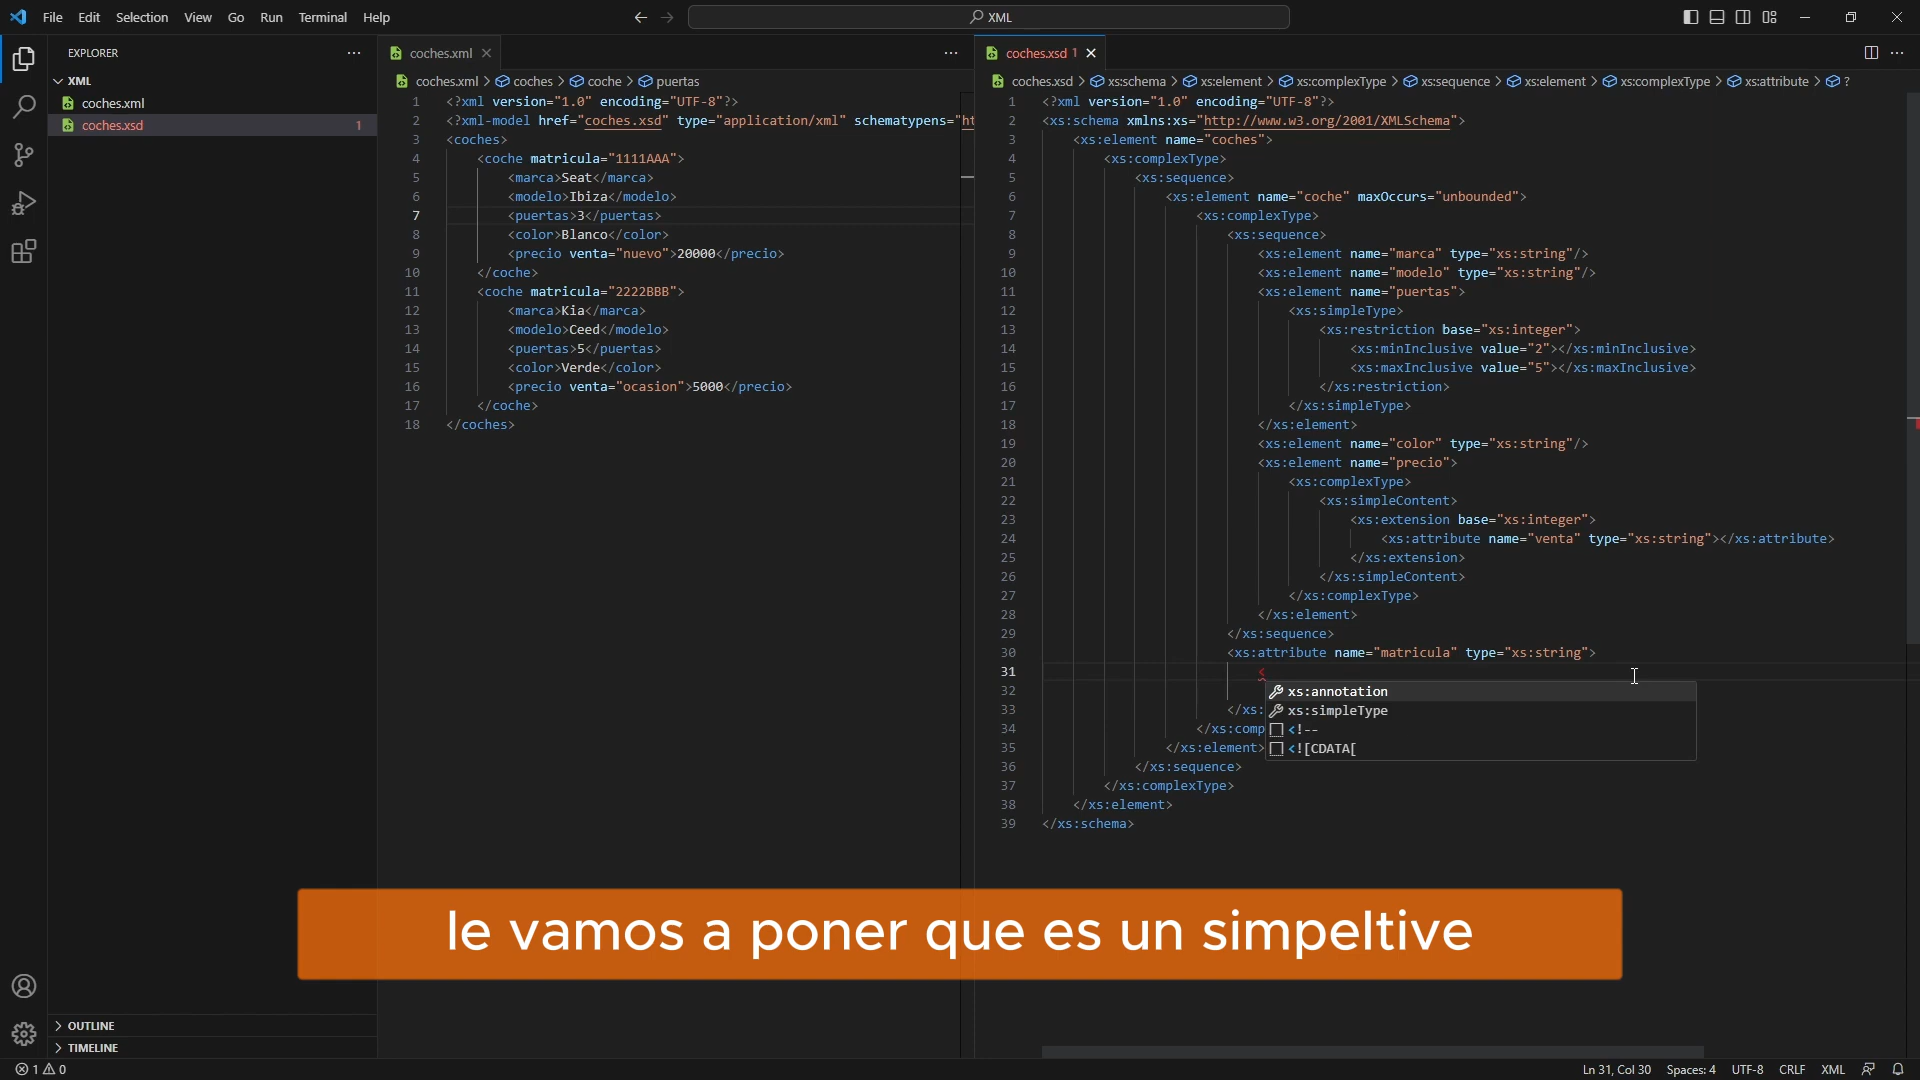 File Edit Selection View Go Run Terminal Help
XML
EXPLORER
XML
coches.xml
coches.xsd 1
OUTLINE
TIMELINE
coches.xml
coches.xml > coches > coche > puertas
1 <?xml version="1.0" encoding="UTF-8"?>
2 <?xml-model href="coches.xsd" type="application/xml" schematypens="ht
3 <coches>
4 <coche matricula="1111AAA">
5 <marca>Seat</marca>
6 <modelo>Ibiza</modelo>
7 <puertas>3</puertas>
8 <color>Blanco</color>
9 <precio venta="nuevo">20000</precio>
10 </coche>
11 <coche matricula="2222BBB">
12 <marca>Kia</marca>
13 <modelo>Ceed</modelo>
14 <puertas>5</puertas>
15 <color>Verde</color>
16 <precio venta="ocasion">5000</precio>
17 </coche>
18 </coches>
coches.xsd 1
coches.xsd > xs:schema > xs:element > xs:complexType > xs:sequence > xs:element > xs:complexType > xs:attribute > ?
1 <?xml version="1.0" encoding="UTF-8"?>
2 <xs:schema xmlns:xs="http://www.w3.org/2001/XMLSchema">
3 <xs:element name="coches">
4 <xs:complexType>
5 <xs:sequence>
6 <xs:element name="coche" maxOccurs="unbounded">
7 <xs:complexType>
8 <xs:sequence>
9 <xs:element name="marca" type="xs:string"/>
10 <xs:element name="modelo" type="xs:string"/>
11 <xs:element name="puertas">
12 <xs:simpleType>
13 <xs:restriction base="xs:integer">
14 <xs:minInclusive value="2"></xs:minInclusive>
15 <xs:maxInclusive value="5"></xs:maxInclusive>
16 </xs:restriction>
17 </xs:simpleType>
18 </xs:element>
19 <xs:element name="color" type="xs:string"/>
20 <xs:element name="precio">
21 <xs:complexType>
22 <xs:simpleContent>
23 <xs:extension base="xs:integer">
24 <xs:attribute name="venta" type="xs:string"></xs:attribute>
25 </xs:extension>
26 </xs:simpleContent>
27 </xs:complexType>
28 </xs:element>
29 </xs:sequence>
30 <xs:attribute name="matricula" type="xs:string">
31 <
32
33 </xs:
34 </xs:comp
35 </xs:element>
36 </xs:sequence>
37 </xs:complexType>
38 </xs:element>
39 </xs:schema>
xs:annotation
xs:simpleType
<!--
<![CDATA[
le vamos a poner que es un simpeltive
1 0
Ln 31, Col 30 Spaces: 4 UTF-8 CRLF XML